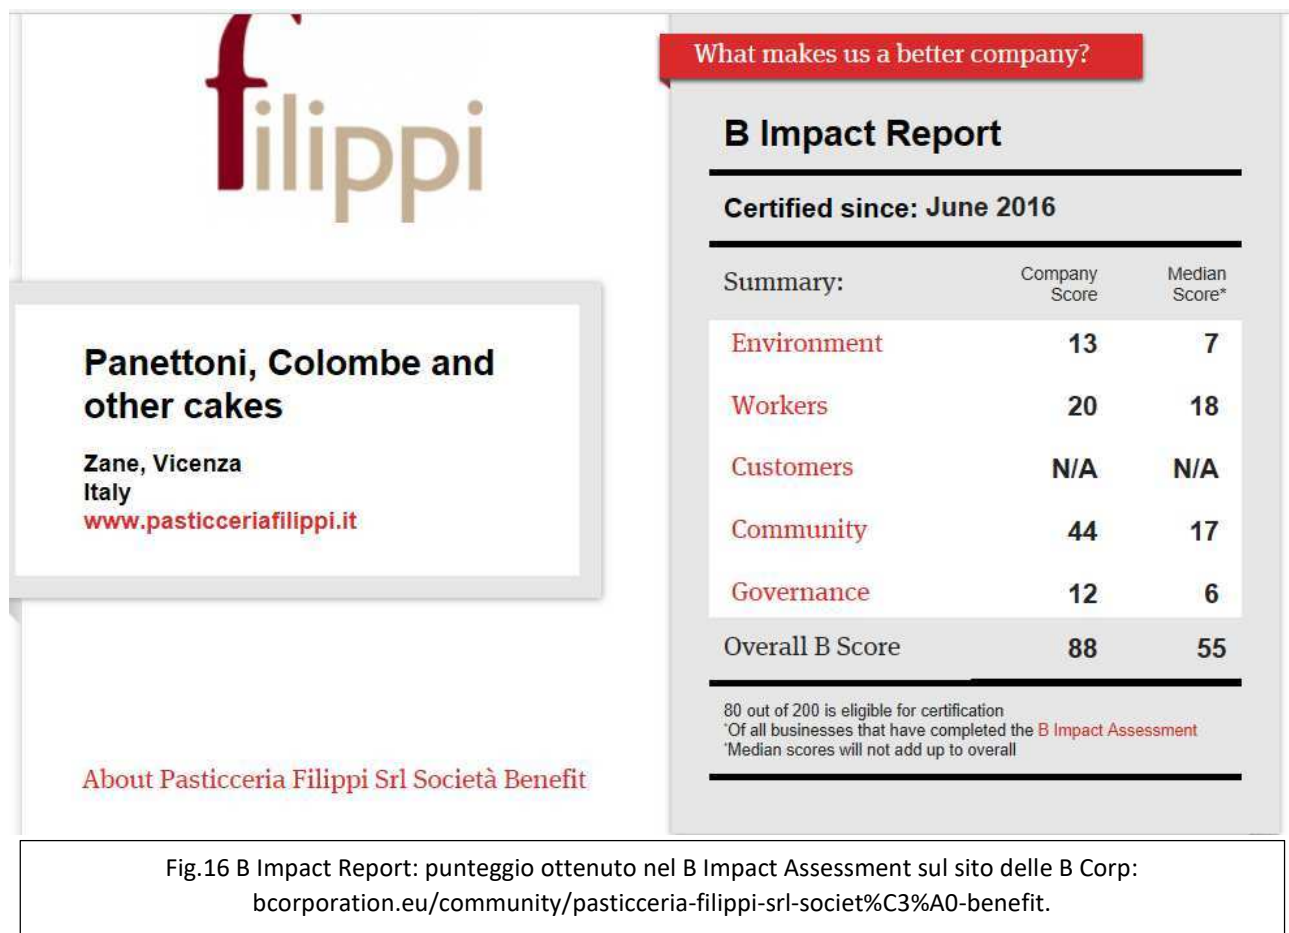 filippi
Panettoni, Colombe and
other cakes
Zane, Vicenza
Italy
www.pasticceriafilippi.it
About Pasticceria Filippi Srl Società Benefit
What makes us a better company?
B Impact Report
Certified since: June 2016
Summary: Company Score Median Score*
Environment 13 7
Workers 20 18
Customers N/A N/A
Community 44 17
Governance 12 6
Overall B Score 88 55
80 out of 200 is eligible for certification
*Of all businesses that have completed the B Impact Assessment
*Median scores will not add up to overall
Fig.16 B Impact Report: punteggio ottenuto nel B Impact Assessment sul sito delle B Corp:
bcorporation.eu/community/pasticceria-filippi-srl-societ%C3%A0-benefit.